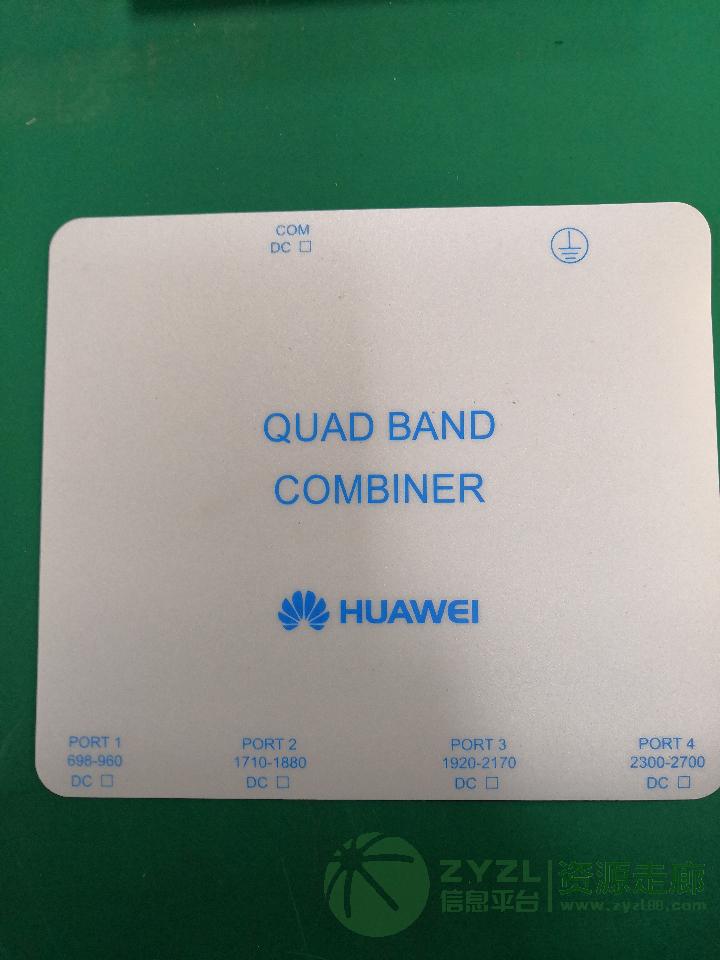 COM
DC □
QUAD BAND
COMBINER
HUAWEI
PORT 1
698-960
DC □
PORT 2
1710-1880
DC □
PORT 3
1920-2170
DC □
PORT 4
2300-2700
DC □
ZYZL
信息平台
资源走廊
www.zyzl88.com